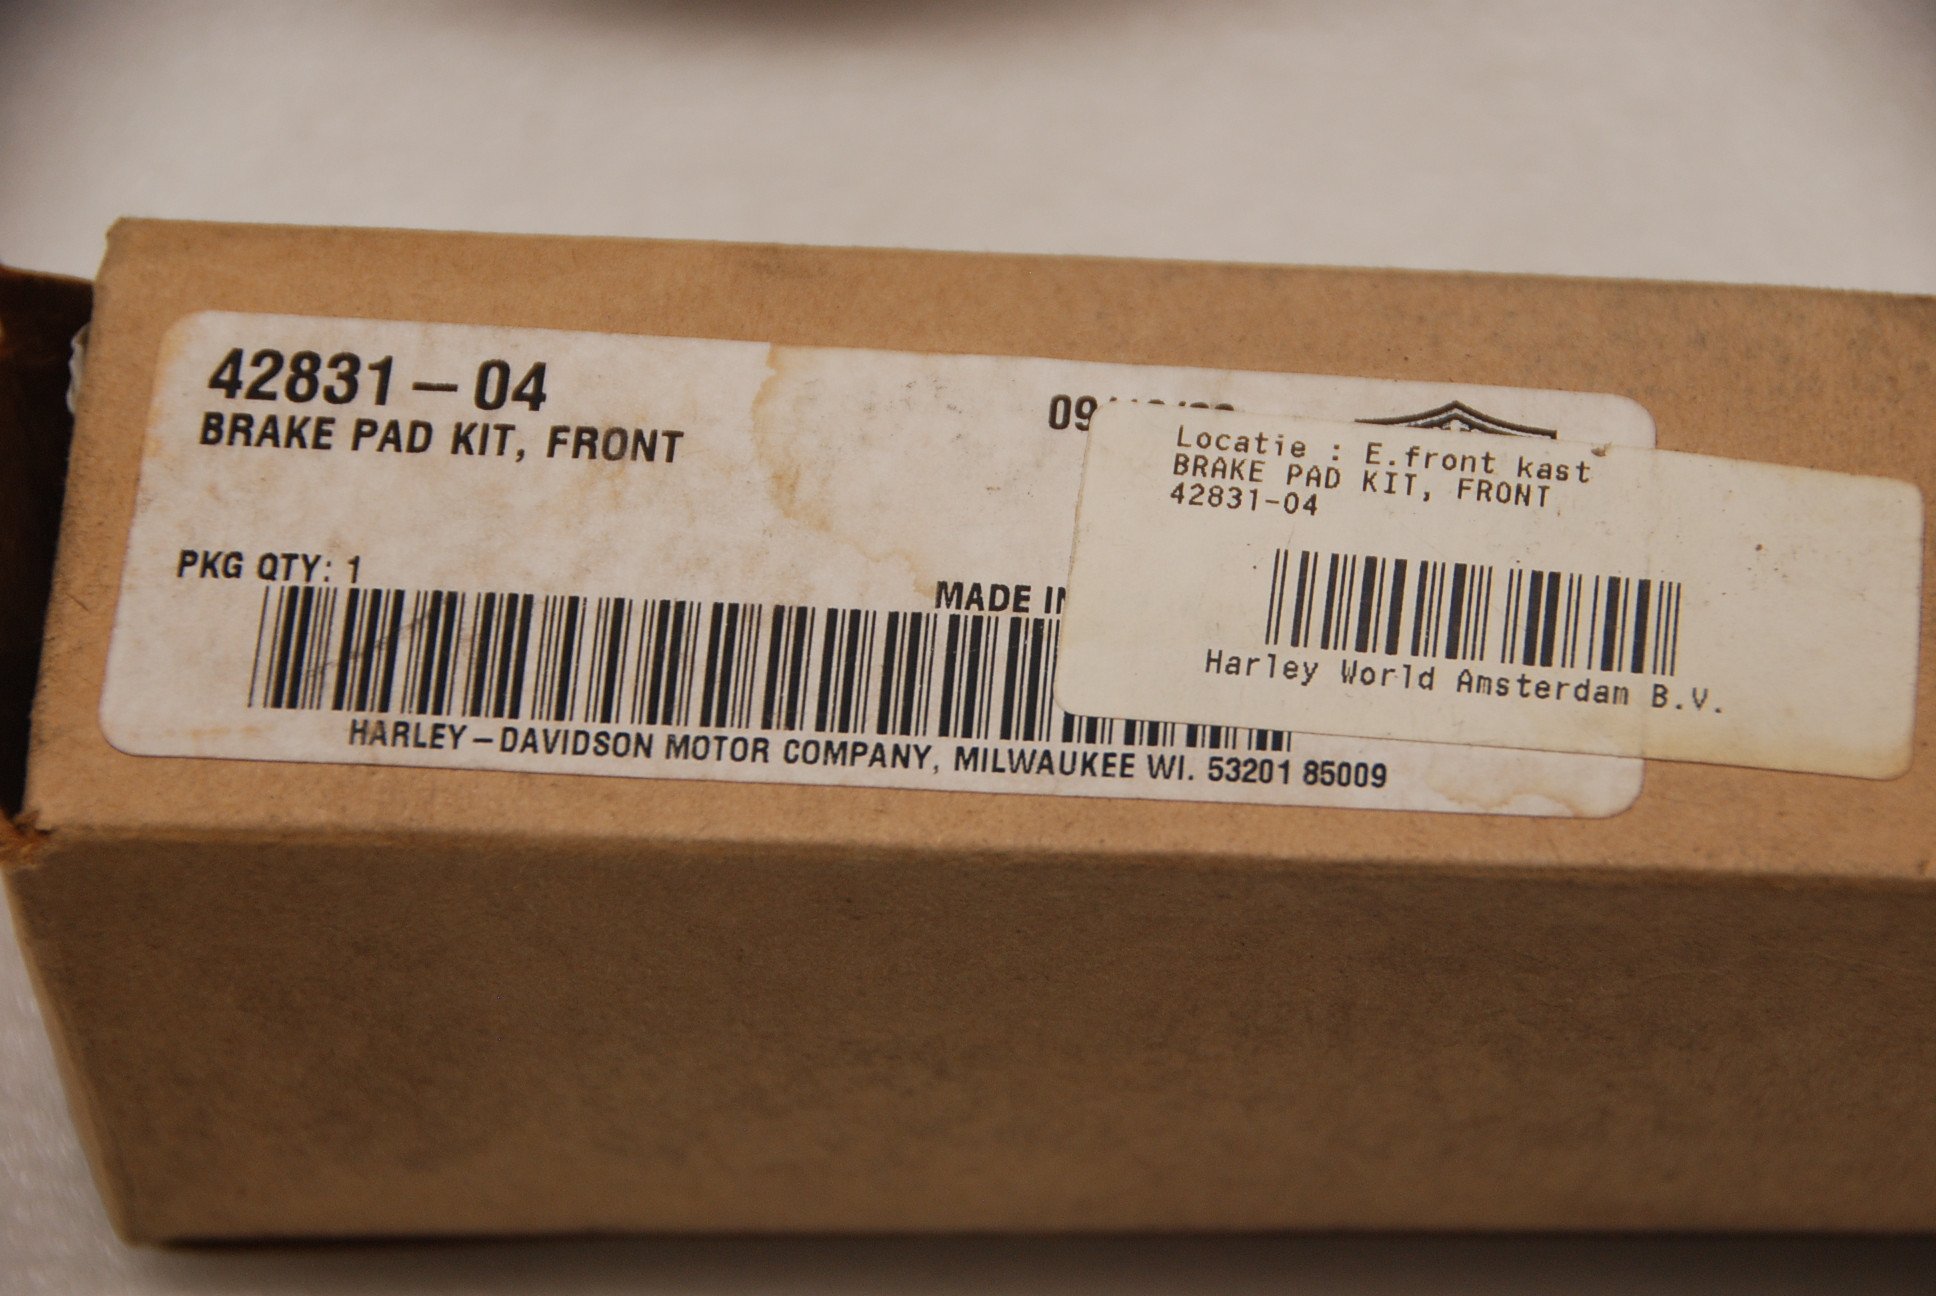 42831-04
BRAKE PAD KIT, FRONT
09
PKG QTY: 1
MADE
HARLEY-DAVIDSON MOTOR COMPANY, MILWAUKEE WI. 53201 85009
Locatie : E.front kast
BRAKE PAD KIT, FRONT
42831-04
Harley World Amsterdam B.V.